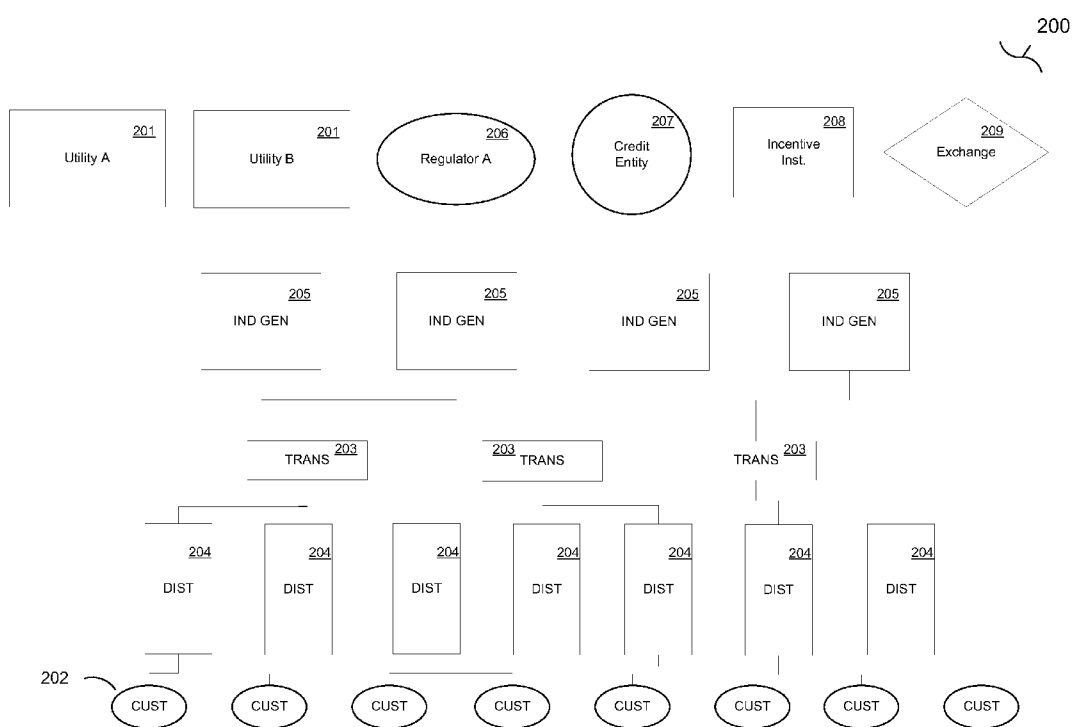 200
201
Utility A
201
Utility B
206
Regulator A
207
Credit
Entity
208
Incentive
Inst.
209
Exchange
205
IND GEN
205
IND GEN
205
IND GEN
205
IND GEN
TRANS 203
203 TRANS
TRANS 203
204
DIST
204
DIST
204
DIST
204
DIST
204
DIST
204
DIST
204
DIST
202
CUST
CUST
CUST
CUST
CUST
CUST
CUST
CUST